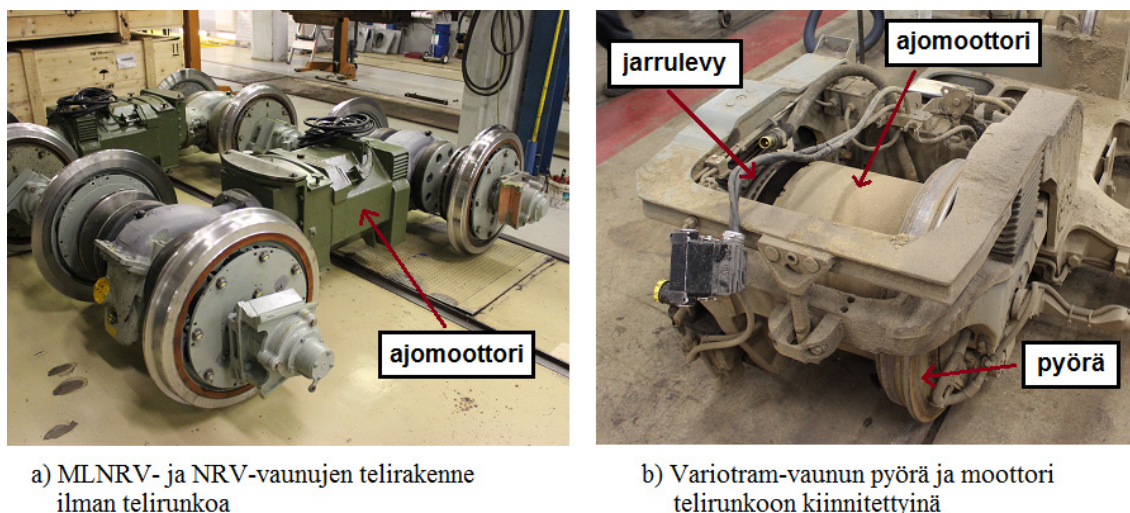 jarrulevy
ajomoottori
ajomoottori
pyörä
a) MLNRV- ja NRV-vaunujen telirakenne
ilman telirunkoa
b) Variotram-vaunun pyörä ja moottori
telirunkoon kiinnitettyinä